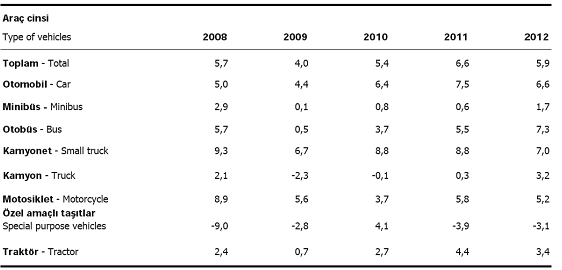 Araç cinsi
Type of vehicles 2008 2009 2010 2011 2012
Toplam - Total 5,7 4,0 5,4 6,6 5,9
Otomobil - Car 5,0 4,4 6,4 7,5 6,6
Minibüs - Minibus 2,9 0,1 0,8 0,6 1,7
Otobüs - Bus 5,7 0,5 3,7 5,5 7,3
Kamyonet - Small truck 9,3 6,7 8,8 8,8 7,0
Kamyon - Truck 2,1 -2,3 -0,1 0,3 3,2
Motosiklet - Motorcycle 8,9 5,6 3,7 5,8 5,2
Özel amaçlı taşıtlar
Special purpose vehicles -9,0 -2,8 4,1 -3,9 -3,1
Traktör - Tractor 2,4 0,7 2,7 4,4 3,4